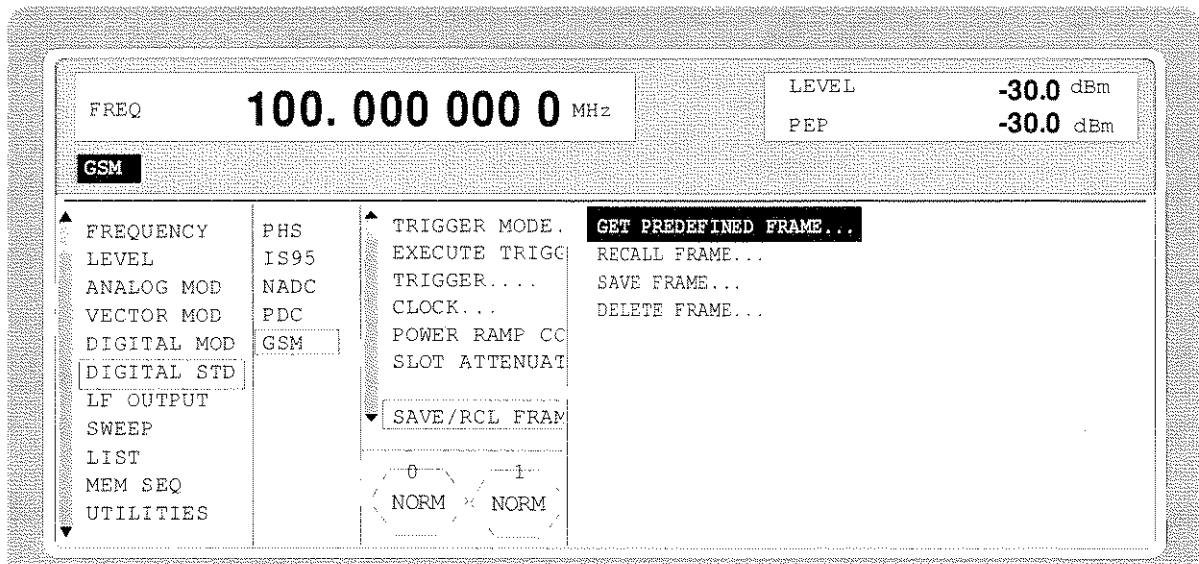 FREQ 100. 000 000 0 MHz
LEVEL -30.0 dBm
PEP -30.0 dBm
GSM
FREQUENCY
LEVEL
ANALOG MOD
VECTOR MOD
DIGITAL MOD
DIGITAL STD
LF OUTPUT
SWEEP
LIST
MEM SEQ
UTILITIES
PHS
IS95
NADC
PDC
GSM
TRIGGER MODE.
EXECUTE TRIGG
TRIGGER....
CLOCK...
POWER RAMP CO
SLOT ATTENUAT
SAVE/RCL FRAM
0
NORM
1
NORM
GET PREDEFINED FRAME...
RECALL FRAME...
SAVE FRAME...
DELETE FRAME...